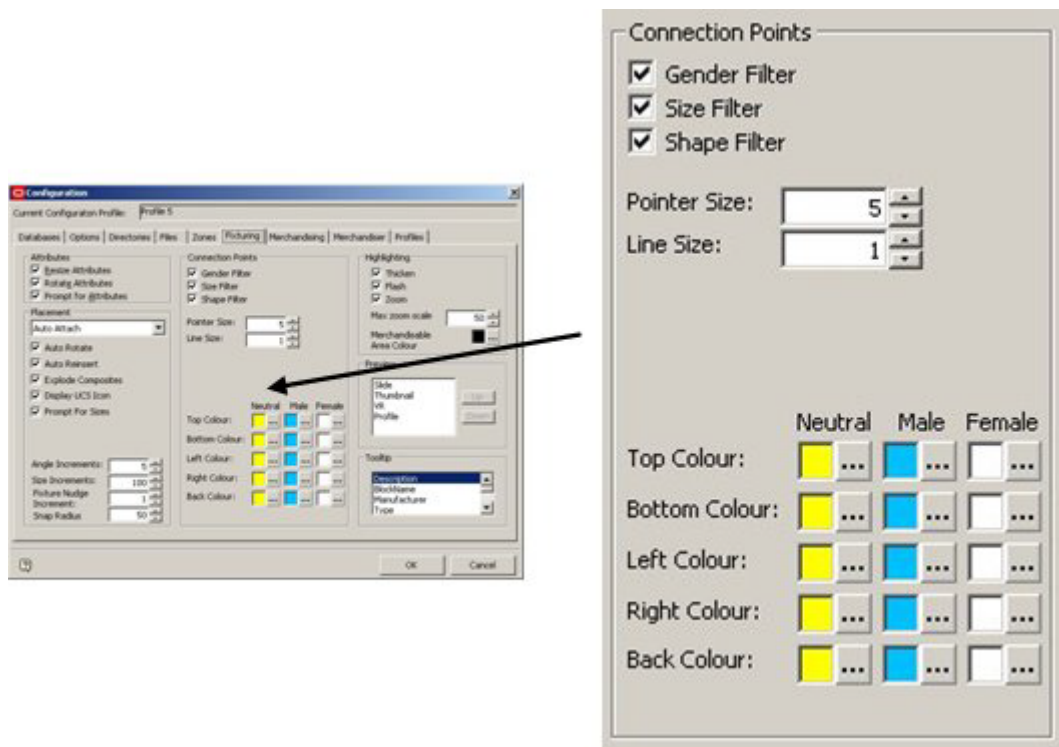 Configuration
Current Configuraton Profile: Profile 5
Databases Options Directories Files Zones Fixturing Merchandising Merchandiser Profiles
Attributes
Resize Attributes
Rotate Attributes
Prompt for Attributes
Placement
Auto Attach
Auto Rotate
Auto Reinsert
Explode Composites
Display UCS Icon
Prompt For Sizes
Angle Increments: 5
Size Increments: 100
Fixture Nudge
Increment: 1
Snap Radius 50
Connection Points
Gender Filter
Size Filter
Shape Filter
Pointer Size: 5
Line Size: 1
Neutral Male Female
Top Colour: ... ... ...
Bottom Colour: ... ... ...
Left Colour: ... ... ...
Right Colour: ... ... ...
Back Colour: ... ... ...
Highlighting
Thicken
Flash
Zoom
Max zoom scale 50
Merchandisable
Area Colour ...
Preview
Slide
Thumbnail
VR
Profile
Up
Down
Tooltip
Description
BlockName
Manufacturer
Type
OK Cancel
Connection Points
Gender Filter
Size Filter
Shape Filter
Pointer Size: 5
Line Size: 1
Neutral Male Female
Top Colour: ... ... ...
Bottom Colour: ... ... ...
Left Colour: ... ... ...
Right Colour: ... ... ...
Back Colour: ... ... ...